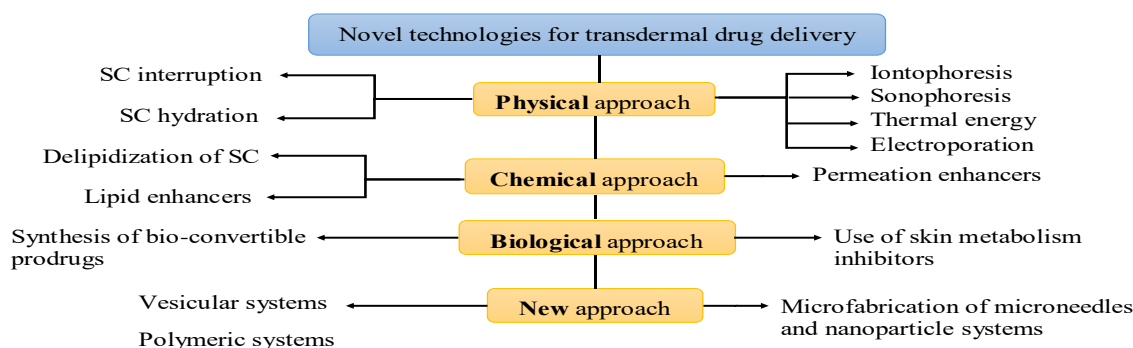 Novel technologies for transdermal drug delivery
SC interruption
SC hydration
Physical approach
Iontophoresis
Sonophoresis
Thermal energy
Electroporation
Delipidization of SC
Lipid enhancers
Chemical approach
Permeation enhancers
Synthesis of bio-convertible
prodrugs
Biological approach
Use of skin metabolism
inhibitors
Vesicular systems
Polymeric systems
New approach
Microfabrication of microneedles
and nanoparticle systems